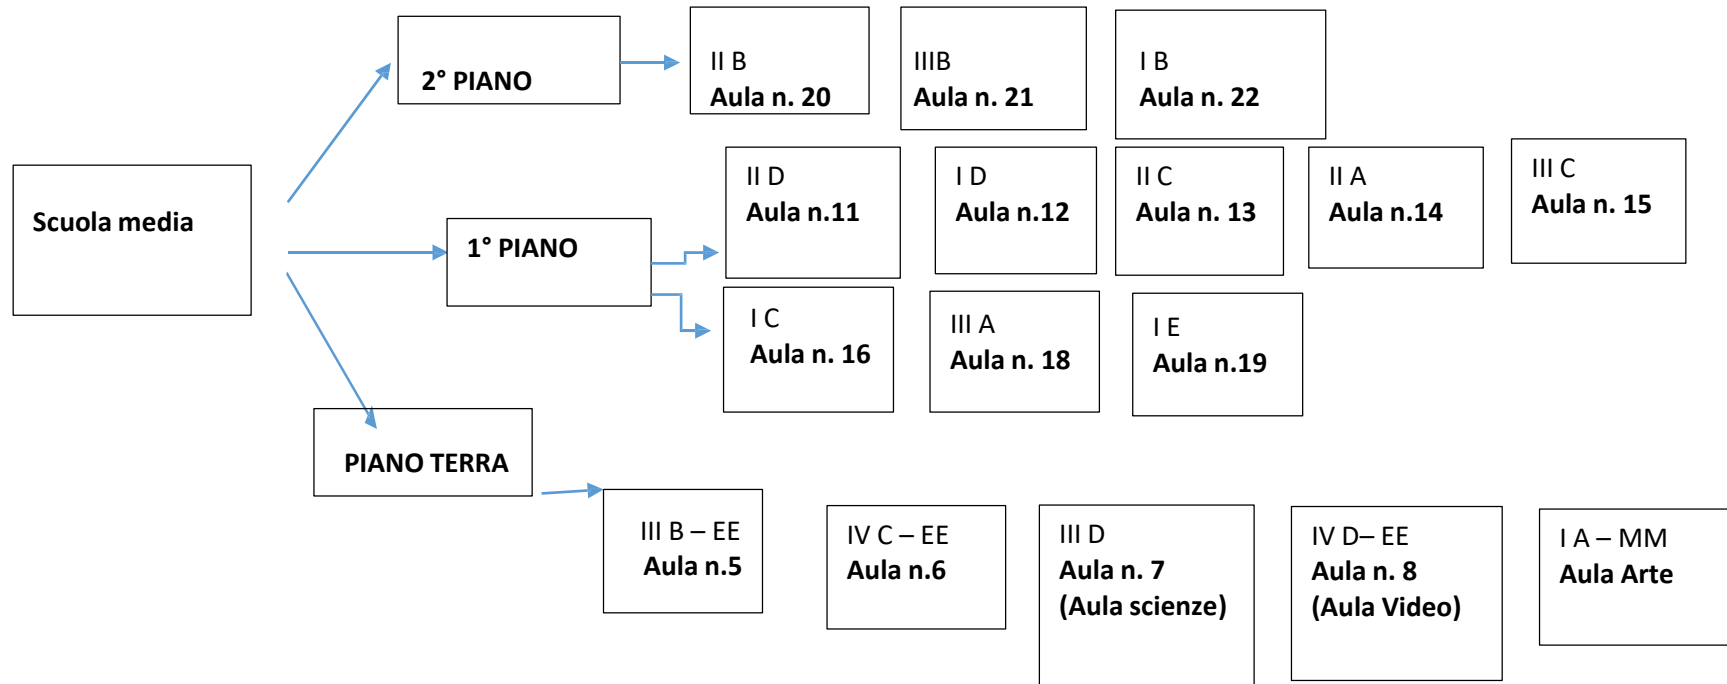 2° PIANO
II B
Aula n. 20
IIIB
Aula n. 21
I B
Aula n. 22
Scuola media
1° PIANO
II D
Aula n.11
I D
Aula n.12
II C
Aula n. 13
II A
Aula n.14
III C
Aula n. 15
I C
Aula n. 16
III A
Aula n. 18
I E
Aula n.19
PIANO TERRA
III B – EE
Aula n.5
IV C – EE
Aula n.6
III D
Aula n. 7
(Aula scienze)
IV D– EE
Aula n. 8
(Aula Video)
I A – MM
Aula Arte